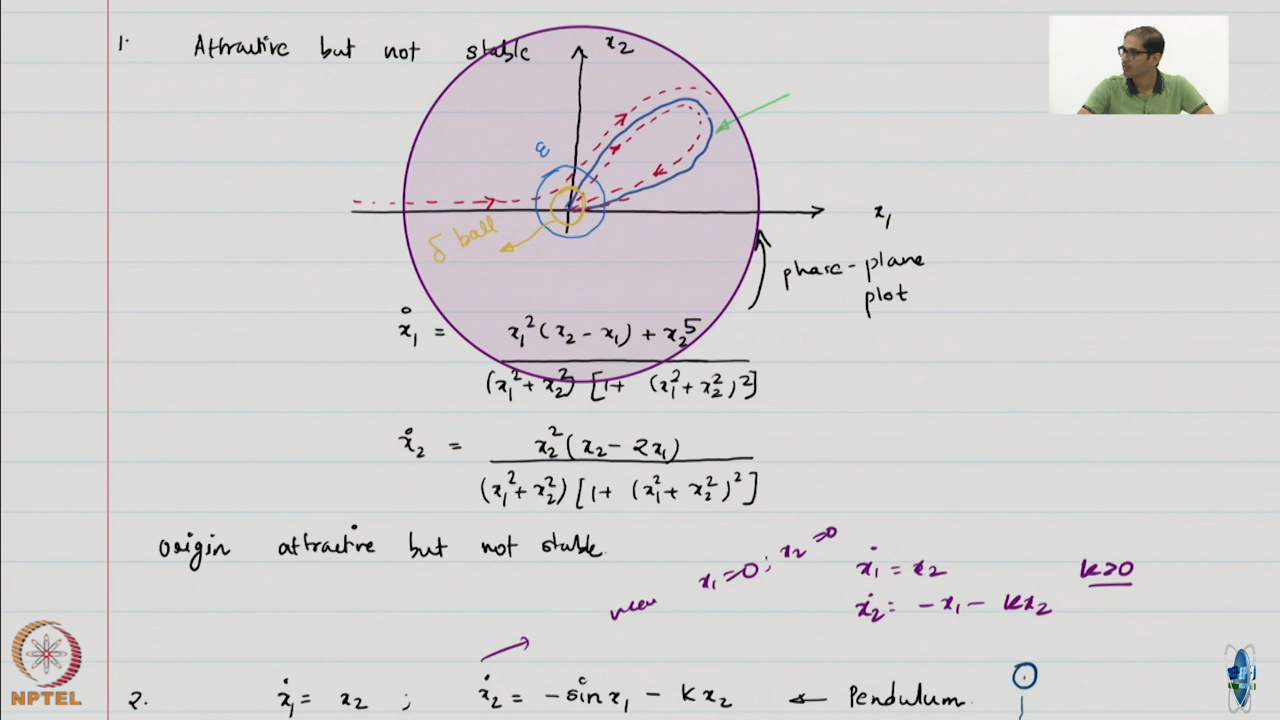 1. Attractive but not stable
x₂
ε
δ ball
x₁
phase-plane
plot
ẋ₁ = x₁²(x₂ - x₁) + x₂⁵
(x₁² + x₂²) [1 + (x₁² + x₂²)²]
ẋ₂ = x₂²(x₂ - 2x₁)
(x₁² + x₂²) [1 + (x₁² + x₂²)²]
origin attractive but not stable.
near x₁=0; x₂=0
ẋ₁ = x₂ k>0
ẋ₂ = -x₁ - kx₂
2. ẋ₁ = x₂ ; ẋ₂ = -sin x₁ - kx₂ ← Pendulum.
NPTEL